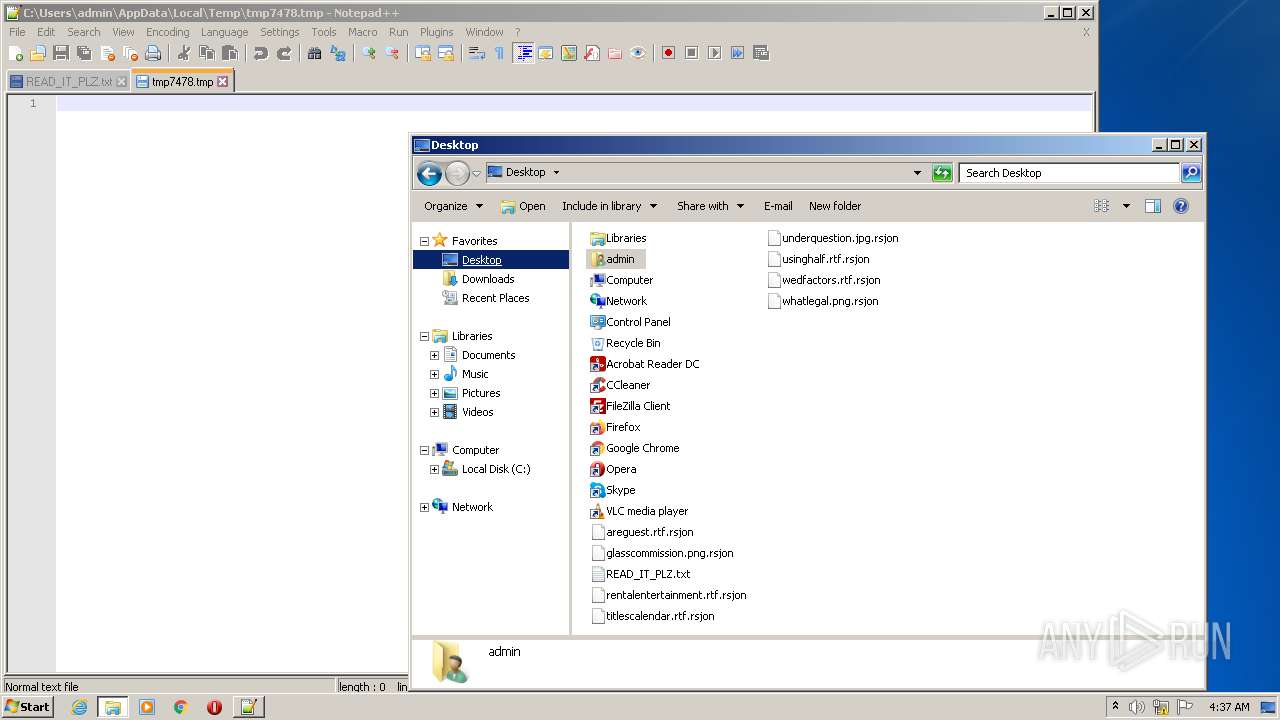 C:\Users\admin\AppData\Local\Temp\tmp7478.tmp - Notepad++
File Edit Search View Encoding Language Settings Tools Macro Run Plugins Window ? X
READ_IT_PLZ.txt tmp7478.tmp
1
Desktop
Desktop Search Desktop
Organize Open Include in library Share with E-mail New folder
Favorites
Desktop
Downloads
Recent Places
Libraries
Documents
Music
Pictures
Videos
Computer
Local Disk (C:)
Network
Libraries
admin
Computer
Network
Control Panel
Recycle Bin
Acrobat Reader DC
CCleaner
FileZilla Client
Firefox
Google Chrome
Opera
Skype
VLC media player
areguest.rtf.rsjon
glasscommission.png.rsjon
READ_IT_PLZ.txt
rentalentertainment.rtf.rsjon
titlescalendar.rtf.rsjon
underquestion.jpg.rsjon
usinghalf.rtf.rsjon
wedfactors.rtf.rsjon
whatlegal.png.rsjon
admin
ANY RUN
Normal text file length : 0 lin
Start 4:37 AM